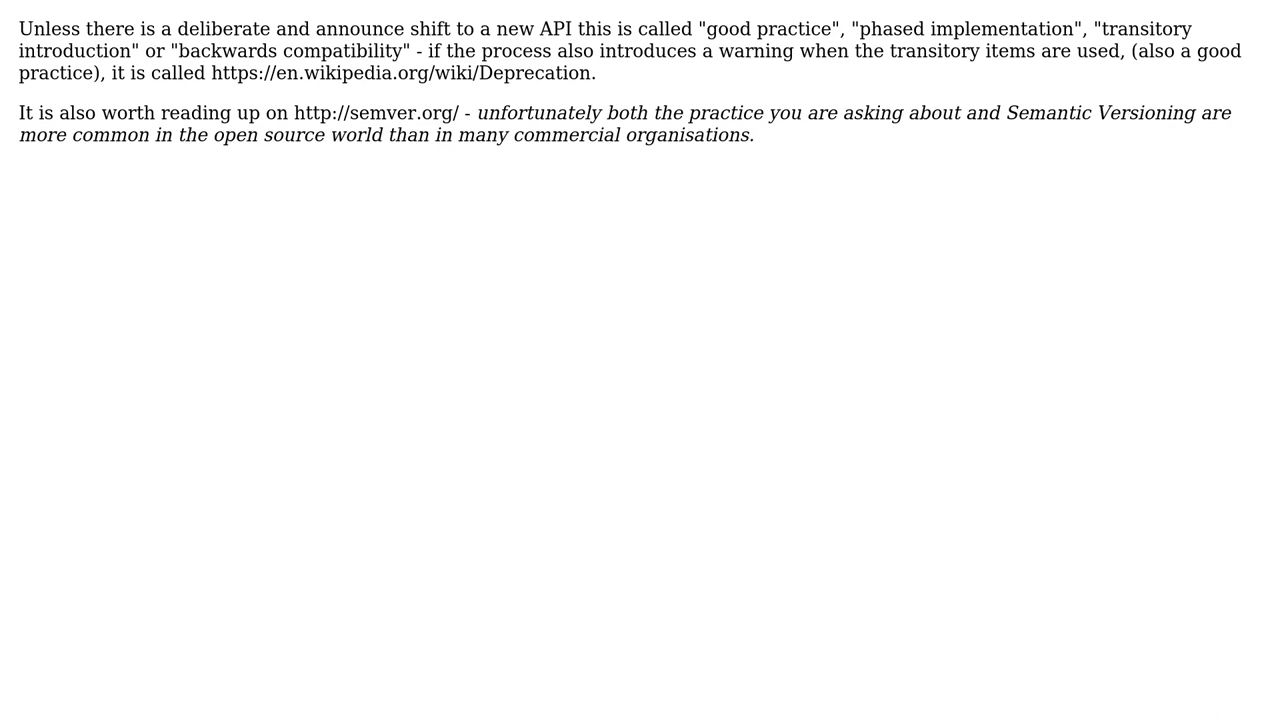 Unless there is a deliberate and announce shift to a new API this is called "good practice", "phased implementation", "transitory
introduction" or "backwards compatibility" - if the process also introduces a warning when the transitory items are used, (also a good
practice), it is called https://en.wikipedia.org/wiki/Deprecation.
It is also worth reading up on http://semver.org/ - unfortunately both the practice you are asking about and Semantic Versioning are
more common in the open source world than in many commercial organisations.